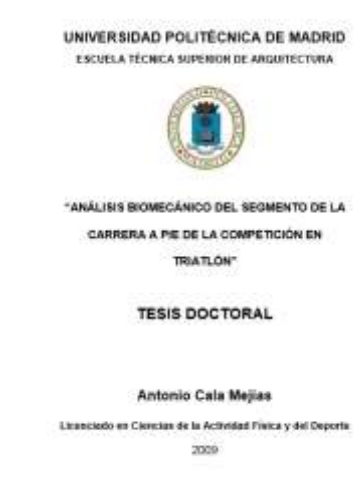 UNIVERSIDAD POLITÉCNICA DE MADRID
ESCUELA TÉCNICA SUPERIOR DE ARQUITECTURA
"ANÁLISIS BIOMECÁNICO DEL SEGMENTO DE LA
CARRERA A PIE DE LA COMPETICIÓN EN
TRIATLÓN"
TESIS DOCTORAL
Antonio Cala Mejías
Licenciado en Ciencias de la Actividad Física y del Deporte
2009